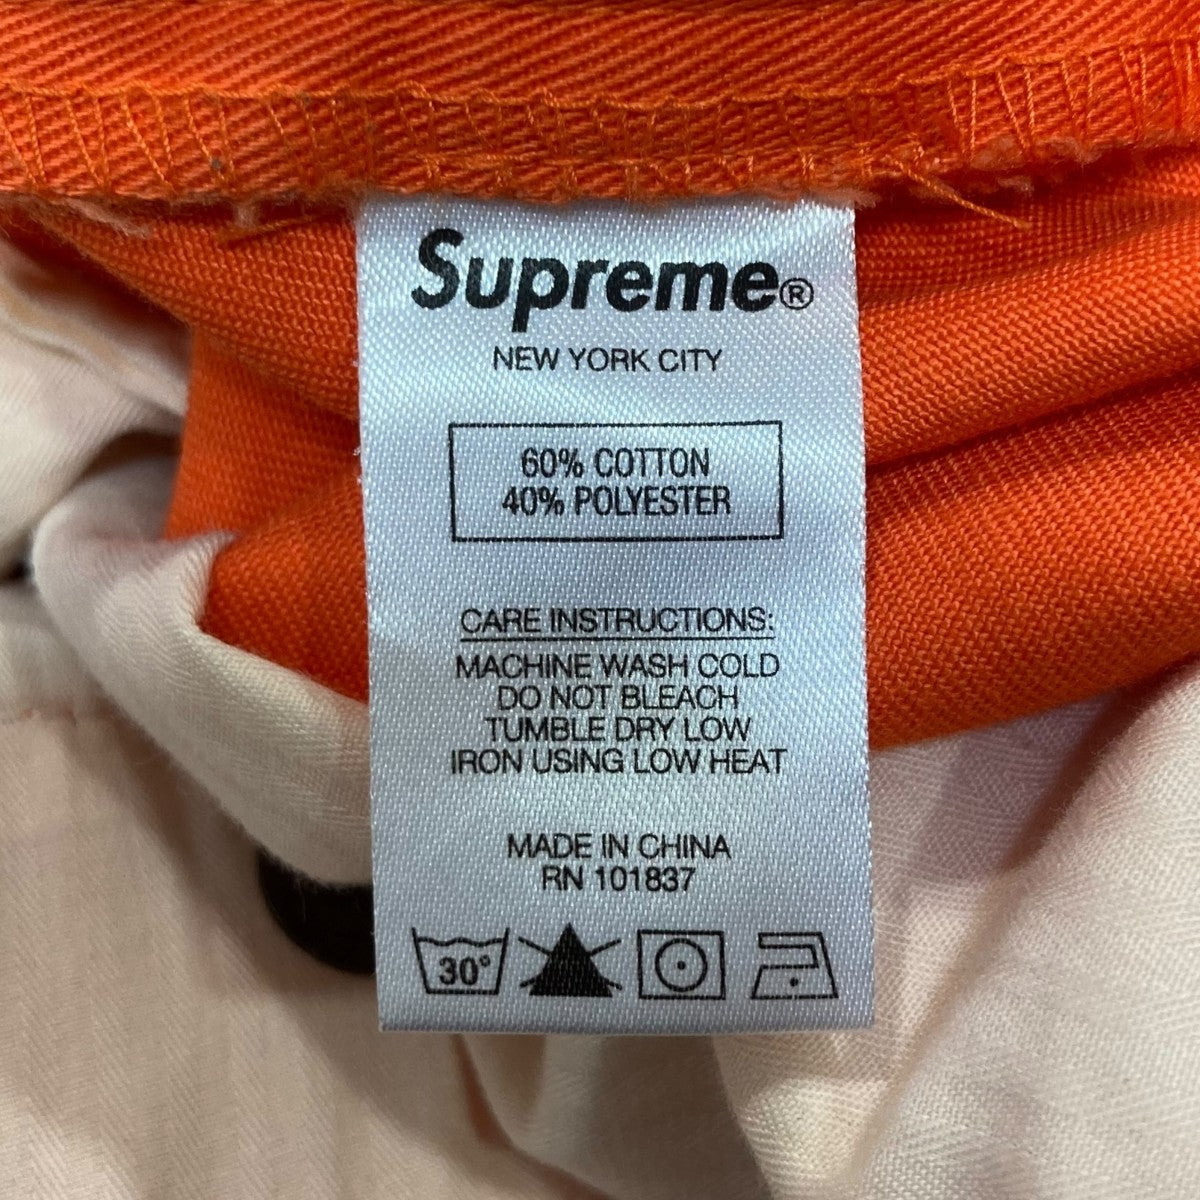 Supreme®
NEW YORK CITY
60% COTTON
40% POLYESTER
CARE INSTRUCTIONS:
MACHINE WASH COLD
DO NOT BLEACH
TUMBLE DRY LOW
IRON USING LOW HEAT
MADE IN CHINA
RN 101837
30°